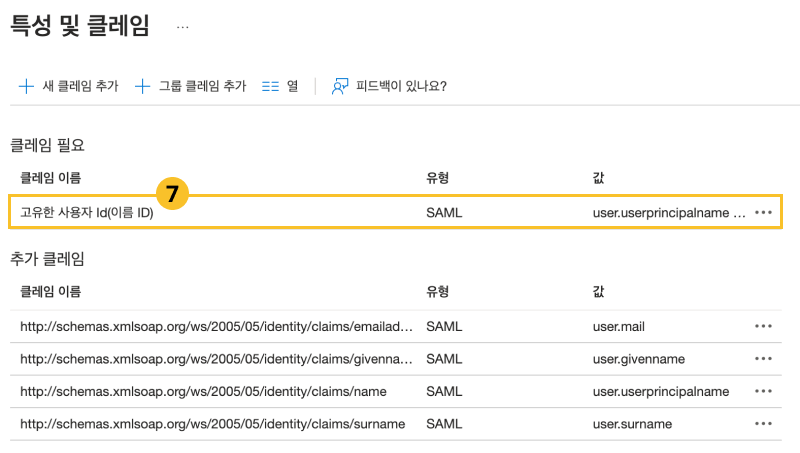 특성 및 클레임 ...
새 클레임 추가 그룹 클레임 추가 열 피드백이 있나요?
클레임 필요
클레임 이름 유형 값
7
고유한 사용자 Id(이름 ID) SAML user.userprincipalname ... •••
추가 클레임
클레임 이름 유형 값
http://schemas.xmlsoap.org/ws/2005/05/identity/claims/emailad... SAML user.mail •••
http://schemas.xmlsoap.org/ws/2005/05/identity/claims/givenna... SAML user.givenname •••
http://schemas.xmlsoap.org/ws/2005/05/identity/claims/name SAML user.userprincipalname •••
http://schemas.xmlsoap.org/ws/2005/05/identity/claims/surname SAML user.surname •••